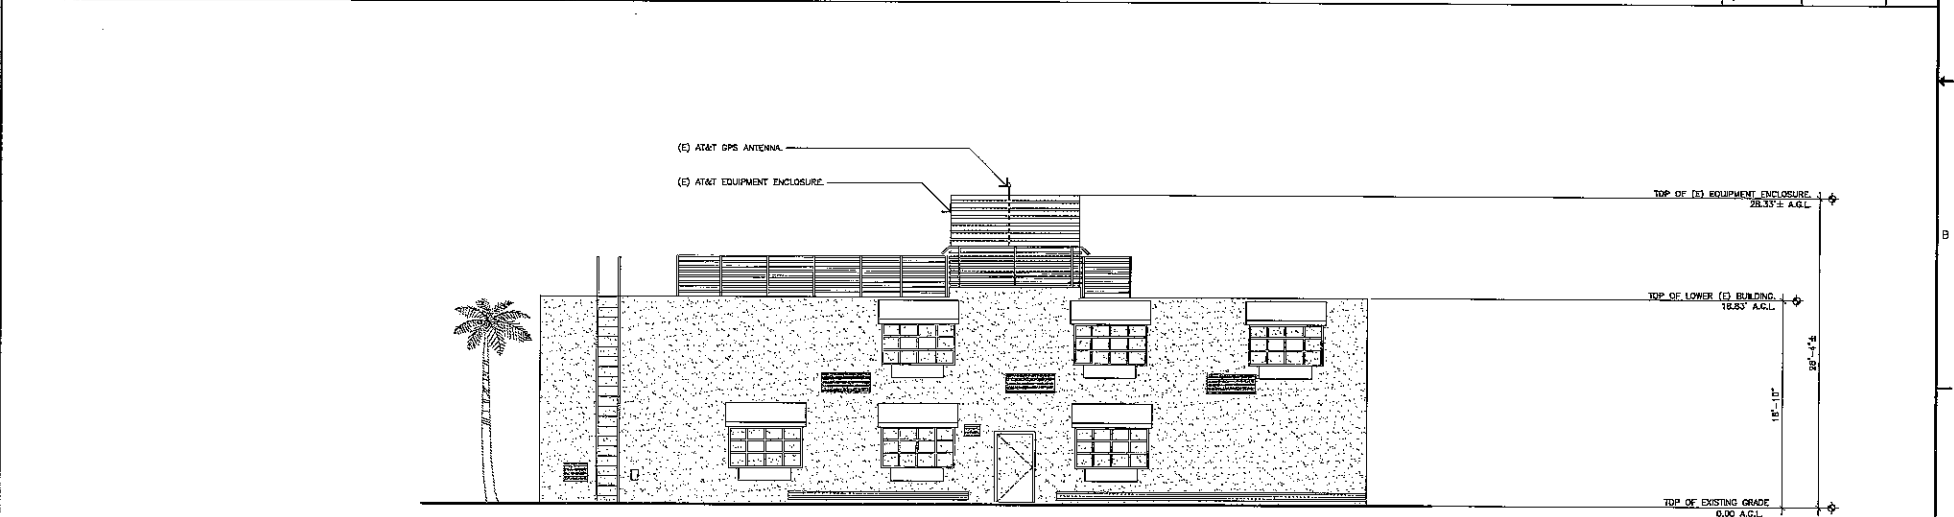 (E) AT&T GPS ANTENNA.
(E) AT&T EQUIPMENT ENCLOSURE.
TOP OF (E) EQUIPMENT ENCLOSURE.
28.33'± A.G.L.
B
TOP OF LOWER (E) BUILDING.
18.83' A.G.L.
28'-4"±
18'-10"
TOP OF EXISTING GRADE
0.00 A.G.L.